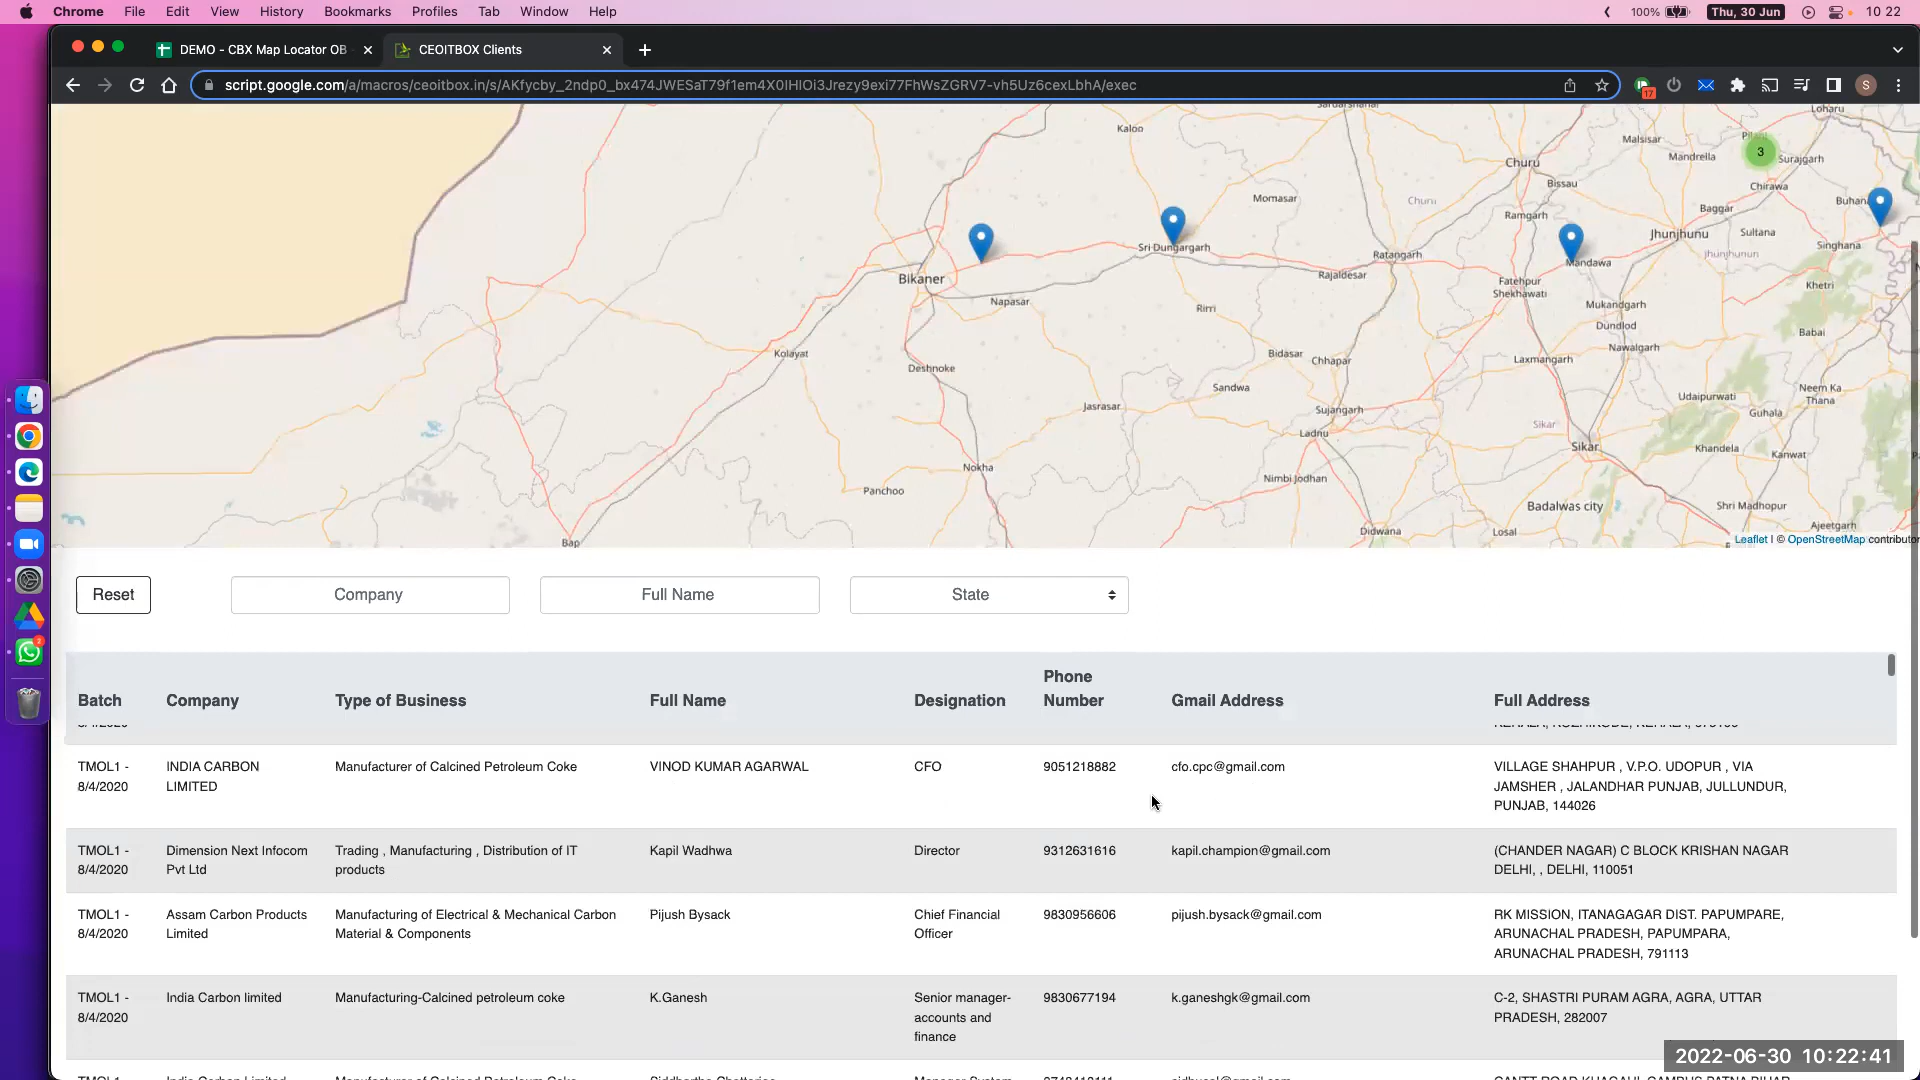 Chrome File Edit View History Bookmarks Profiles Tab Window Help 100% Thu, 30 Jun 10 22
DEMO - CBX Map Locator OB CEOITBOX Clients
script.google.com/a/macros/ceoitbox.in/s/AKfycby_2ndp0_bx474JWESaT79f1em4X0IHIOi3Jrezy9exi77FhWsZGRV7-vh5Uz6cexLbhA/exec 17 S
Sardarshahar
Loharu
Kaloo
Pilani
Malsisar
Mandrella
3
Surajgarh
Churu
Bissau
Chirawa
Momasar
Churu
Ramgarh
Baggar
Buhana
Sri Dungargarh
Jhunjhunu
Sultana
Singhana
Ratangarh
Jhunjhunu
Mandawa
Rajaldesar
Bikaner
Fatehpur
Shekhawati
Khetri
Napasar
Rirri
Mukandgarh
Dundlod
Babai
Kolayat
Bidasar
Chhapar
Nawalgarh
Laxmangarh
Deshnoke
Sandwa
Neem Ka
Thana
Udaipurwati
Jasrasar
Sujangarh
Guhala
Ladnu
Sikar
Sikar
Khandela
Kanwat
Nokha
Nimbi Jodhan
Panchoo
Badalwas city
Shri Madhopur
Didwana
Losal
Ajeetgarh
Bap
Leaflet | © OpenStreetMap contributor
Reset Company Full Name State
Batch Company Type of Business Full Name Designation Phone Number Gmail Address Full Address
TMOL1 - INDIA CARBON Manufacturer of Calcined Petroleum Coke VINOD KUMAR AGARWAL CFO 9051218882 cfo.cpc@gmail.com VILLAGE SHAHPUR , V.P.O. UDOPUR , VIA
8/4/2020 LIMITED JAMSHER , JALANDHAR PUNJAB, JULLUNDUR,
PUNJAB, 144026
TMOL1 - Dimension Next Infocom Trading , Manufacturing , Distribution of IT Kapil Wadhwa Director 9312631616 kapil.champion@gmail.com (CHANDER NAGAR) C BLOCK KRISHAN NAGAR
8/4/2020 Pvt Ltd products DELHI, , DELHI, 110051
TMOL1 - Assam Carbon Products Manufacturing of Electrical & Mechanical Carbon Pijush Bysack Chief Financial 9830956606 pijush.bysack@gmail.com RK MISSION, ITANAGAGAR DIST. PAPUMPARE,
8/4/2020 Limited Material & Components Officer ARUNACHAL PRADESH, PAPUMPARA,
ARUNACHAL PRADESH, 791113
TMOL1 - India Carbon limited Manufacturing-Calcined petroleum coke K.Ganesh Senior manager- 9830677194 k.ganeshgk@gmail.com C-2, SHASTRI PURAM AGRA, AGRA, UTTAR
8/4/2020 accounts and PRADESH, 282007
finance
2022-06-30 10:22:41